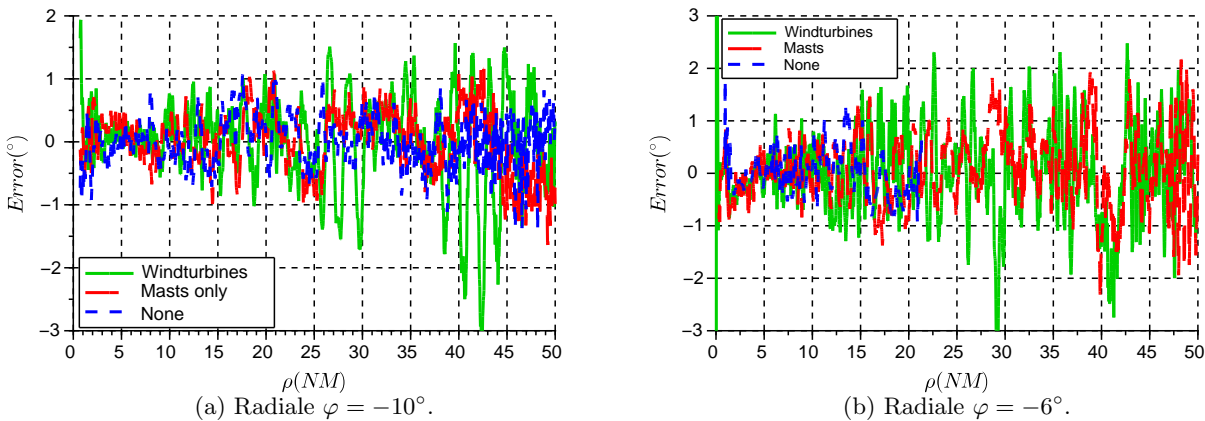 2
1
0
−1
−2
−3
Error(°)
Windturbines
Masts only
None
0 5 10 15 20 25 30 35 40 45 50
ρ(NM)
(a) Radiale φ = −10°.
3
2
1
0
−1
−2
−3
Error(°)
Windturbines
Masts
None
0 5 10 15 20 25 30 35 40 45 50
ρ(NM)
(b) Radiale φ = −6°.